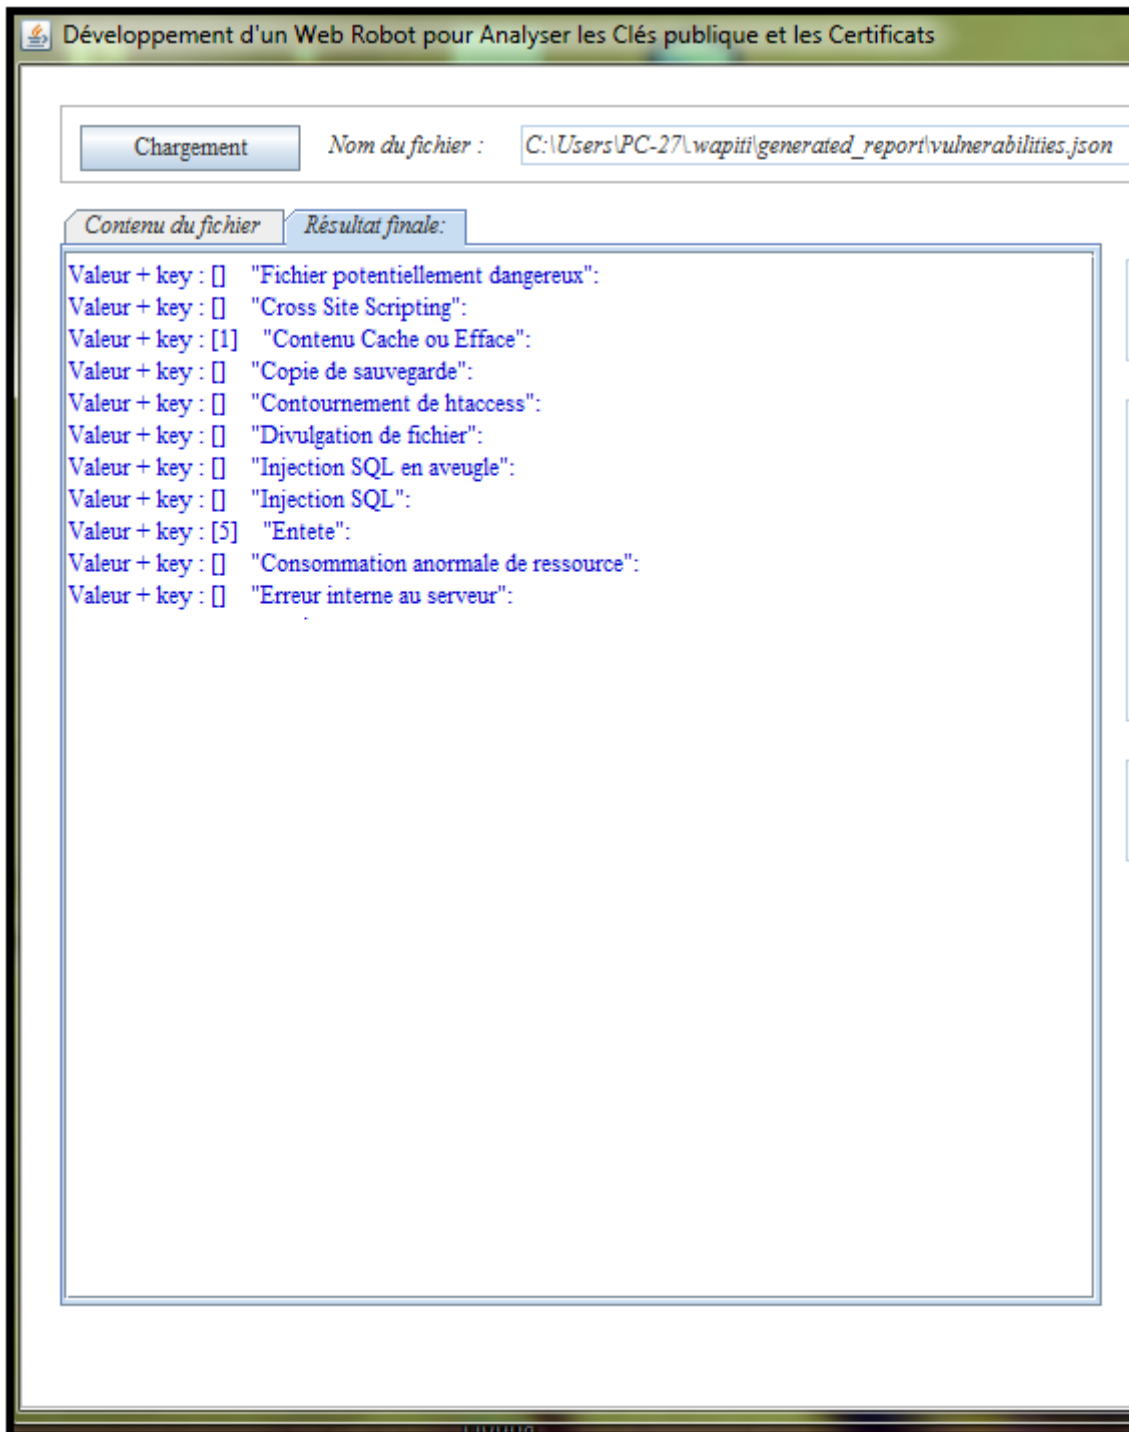 Développement d'un Web Robot pour Analyser les Clés publique et les Certificats
Chargement Nom du fichier : C:\Users\PC-27\.wapiti\generated_report\vulnerabilities.json
Contenu du fichier Résultat finale:
Valeur + key : [] "Fichier potentiellement dangereux":
Valeur + key : [] "Cross Site Scripting":
Valeur + key : [1] "Contenu Cache ou Efface":
Valeur + key : [] "Copie de sauvegarde":
Valeur + key : [] "Contournement de htaccess":
Valeur + key : [] "Divulgation de fichier":
Valeur + key : [] "Injection SQL en aveugle":
Valeur + key : [] "Injection SQL":
Valeur + key : [5] "Entete":
Valeur + key : [] "Consommation anormale de ressource":
Valeur + key : [] "Erreur interne au serveur":